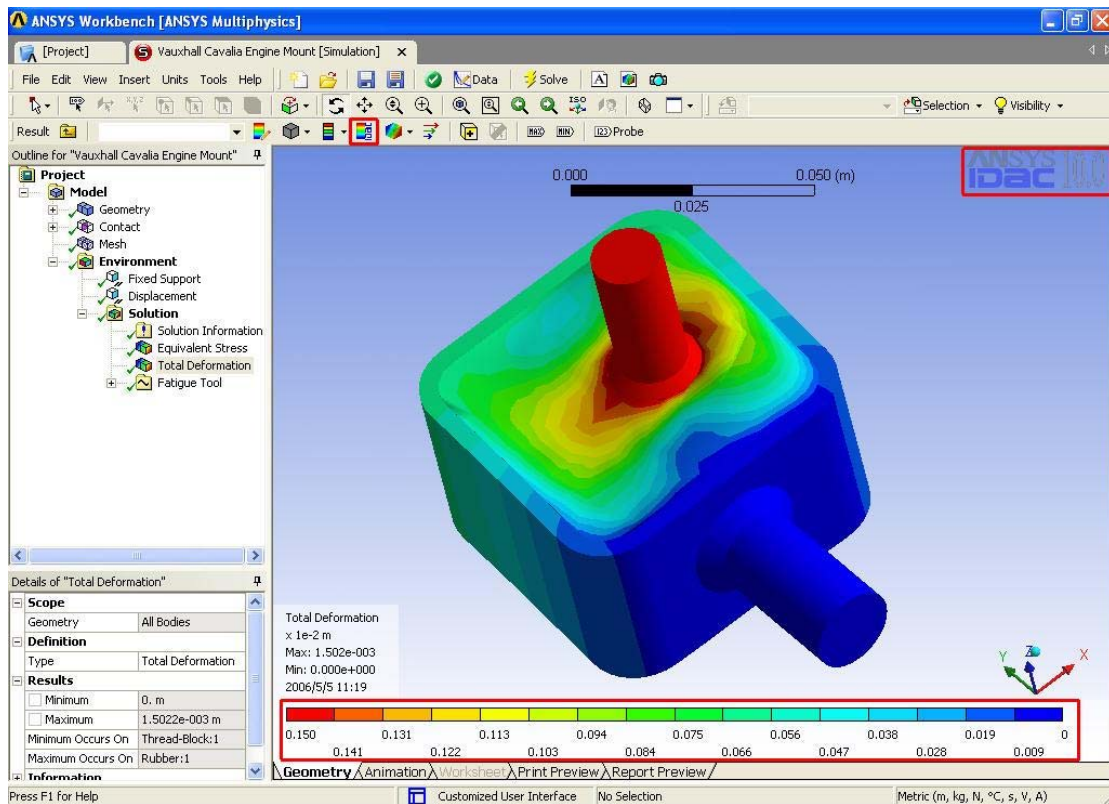 ANSYS Workbench [ANSYS Multiphysics]
[Project]
Vauxhall Cavalia Engine Mount [Simulation]
File Edit View Insert Units Tools Help
Data
Solve
A
ISO
Selection
Visibility
Result
MAX
MIN
123
Probe
Outline for "Vauxhall Cavalia Engine Mount"
Project
Model
Geometry
Contact
Mesh
Environment
Fixed Support
Displacement
Solution
Solution Information
Equivalent Stress
Total Deformation
Fatigue Tool
Details of "Total Deformation"
Scope
Geometry All Bodies
Definition
Type Total Deformation
Results
Minimum 0. m
Maximum 1.5022e-003 m
Minimum Occurs On Thread-Block:1
Maximum Occurs On Rubber:1
Information
0.000 0.050 (m)
0.025
ANSYS
IDAC 10.0
Total Deformation
x 1e-2 m
Max: 1.502e-003
Min: 0.000e+000
2006/5/5 11:19
Y Z X
0.150 0.131 0.113 0.094 0.075 0.056 0.038 0.019 0
0.141 0.122 0.103 0.084 0.066 0.047 0.028 0.009
Geometry Animation Worksheet Print Preview Report Preview
Press F1 for Help
Customized User Interface
No Selection
Metric (m, kg, N, °C, s, V, A)